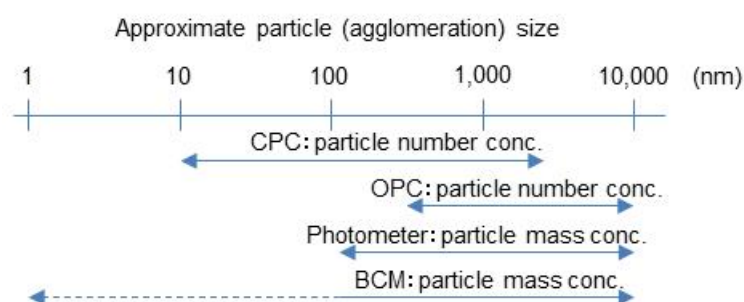 Approximate particle (agglomeration) size
1 10 100 1,000 10,000 (nm)
CPC: particle number conc.
OPC: particle number conc.
Photometer: particle mass conc.
BCM: particle mass conc.